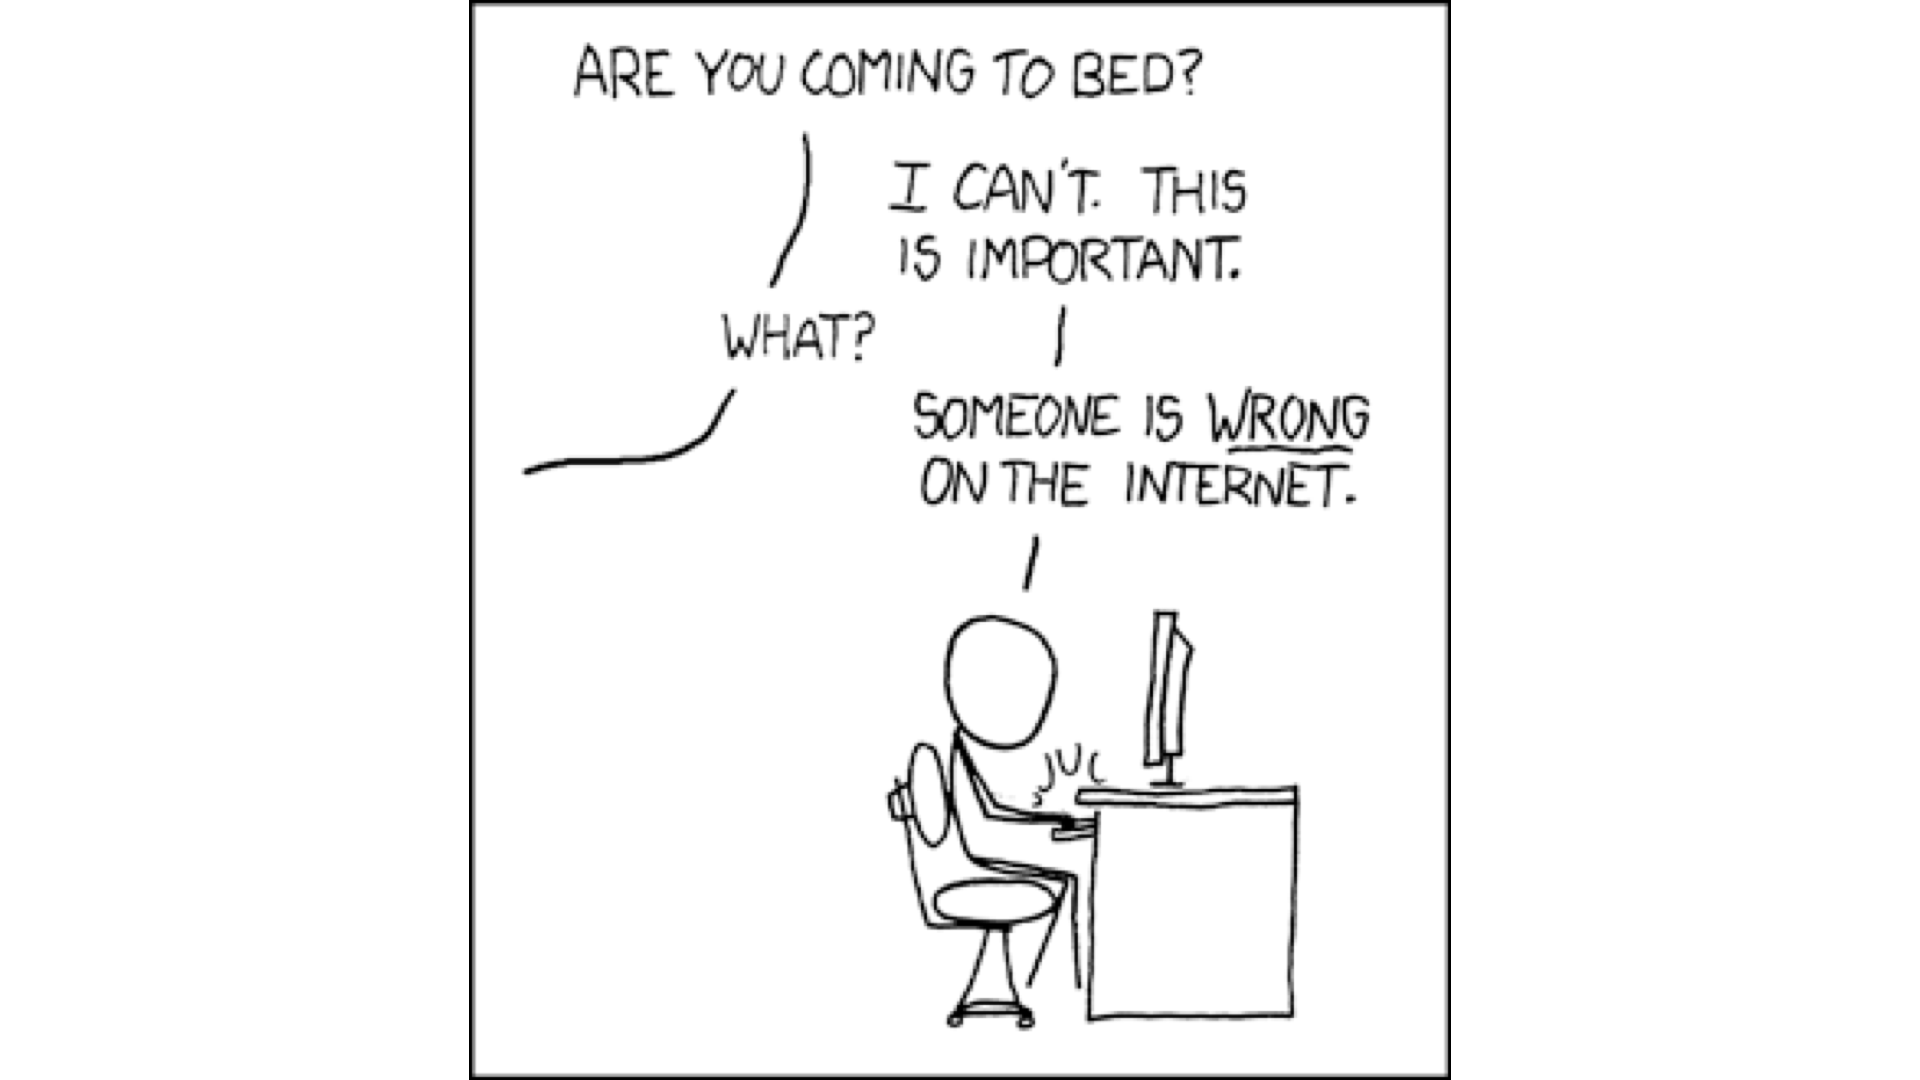 ARE YOU COMING TO BED?
I CAN'T. THIS
IS IMPORTANT.
WHAT?
SOMEONE IS WRONG
ON THE INTERNET.